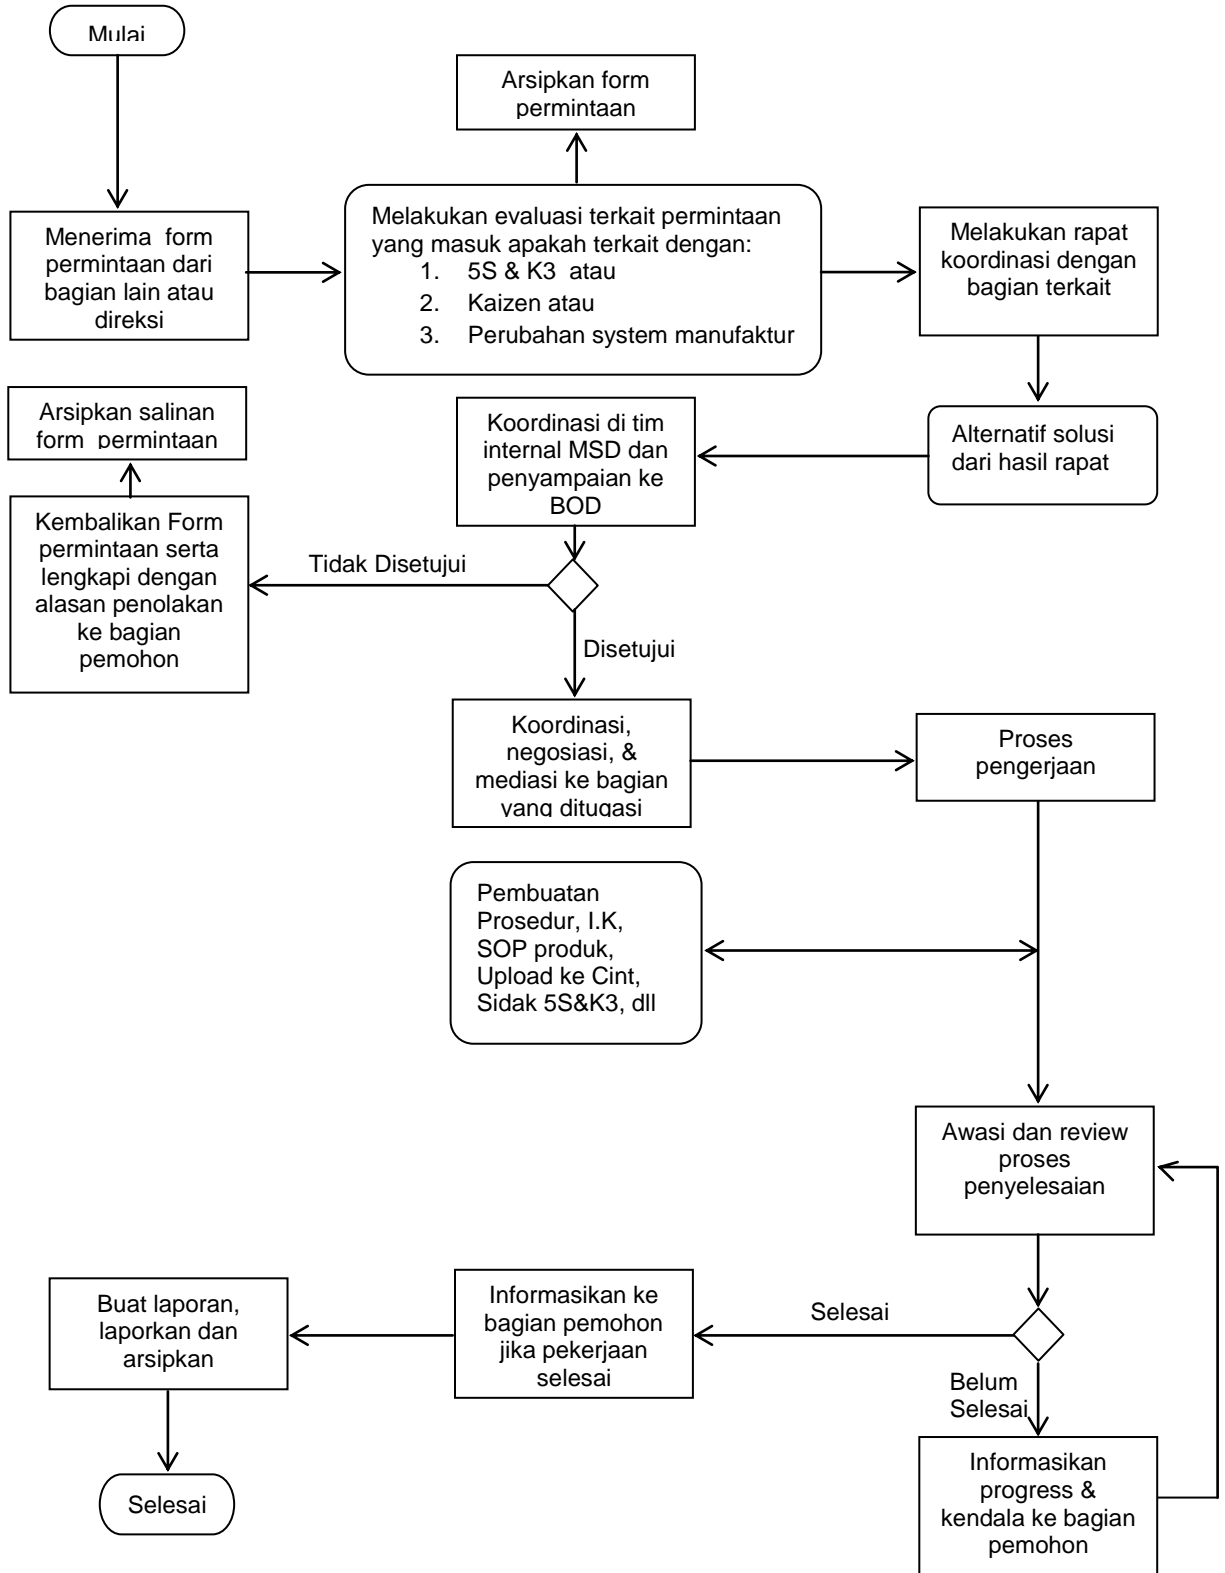 Mulai
Arsipkan form
permintaan
Menerima form
permintaan dari
bagian lain atau
direksi
Melakukan evaluasi terkait permintaan
yang masuk apakah terkait dengan:
1. 5S & K3 atau
2. Kaizen atau
3. Perubahan system manufaktur
Melakukan rapat
koordinasi dengan
bagian terkait
Alternatif solusi
dari hasil rapat
Koordinasi di tim
internal MSD dan
penyampaian ke
BOD
Arsipkan salinan
form permintaan
Kembalikan Form
permintaan serta
lengkapi dengan
alasan penolakan
ke bagian
pemohon
Tidak Disetujui
Disetujui
Koordinasi,
negosiasi, &
mediasi ke bagian
yang ditugasi
Proses
pengerjaan
Pembuatan
Prosedur, I.K,
SOP produk,
Upload ke Cint,
Sidak 5S&K3, dll
Awasi dan review
proses
penyelesaian
Selesai
Belum
Selesai
Informasikan
progress &
kendala ke bagian
pemohon
Informasikan ke
bagian pemohon
jika pekerjaan
selesai
Buat laporan,
laporkan dan
arsipkan
Selesai